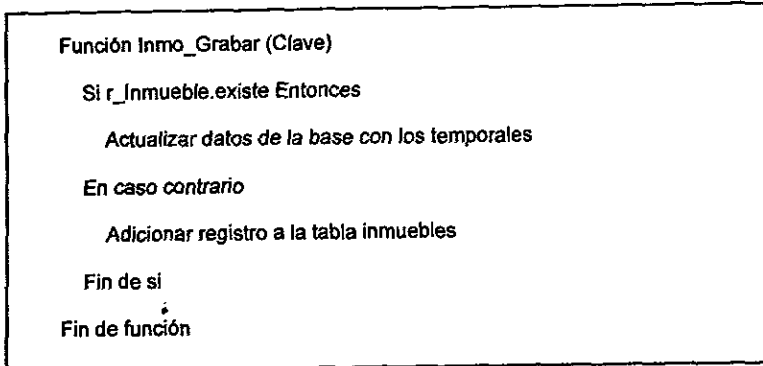 Función Inmo_Grabar (Clave)
Si r_Inmueble.existe Entonces
Actualizar datos de la base con los temporales
En caso contrario
Adicionar registro a la tabla inmuebles
Fin de si
Fin de función